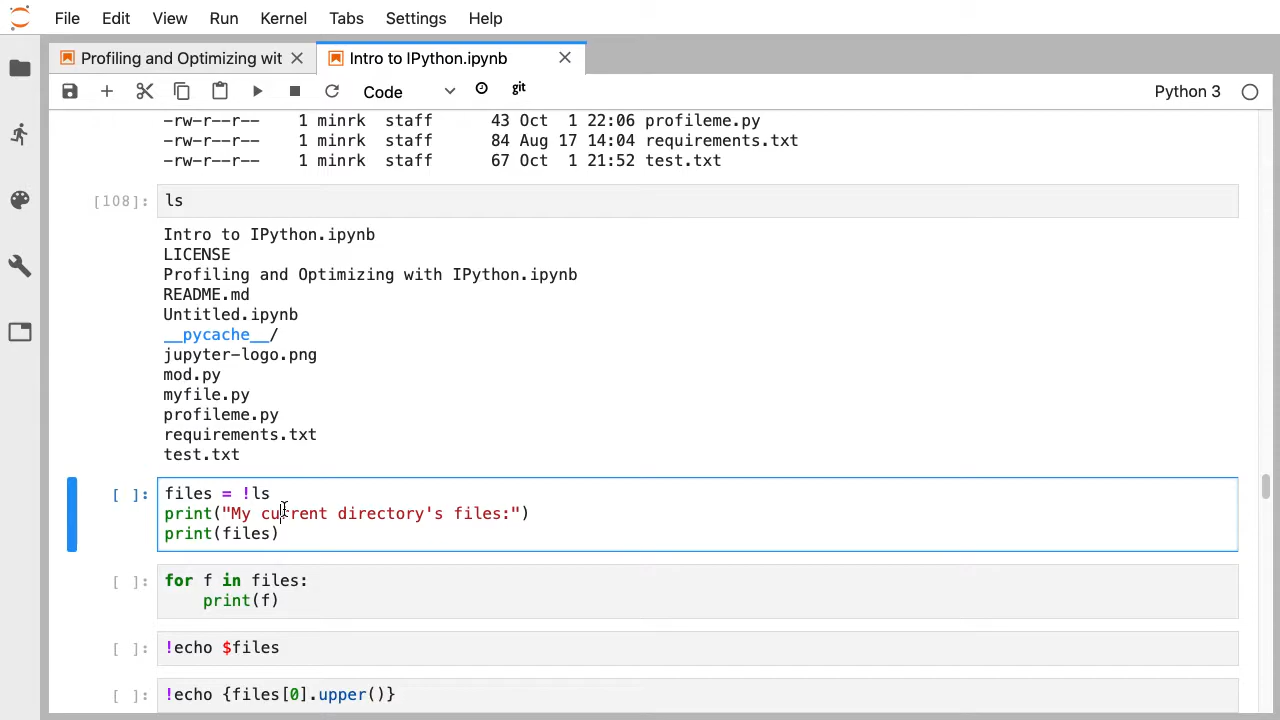 File Edit View Run Kernel Tabs Settings Help
Profiling and Optimizing wit Intro to IPython.ipynb
Code git Python 3
-rw-r--r-- 1 minrk staff 43 Oct 1 22:06 profileme.py
-rw-r--r-- 1 minrk staff 84 Aug 17 14:04 requirements.txt
-rw-r--r-- 1 minrk staff 67 Oct 1 21:52 test.txt
[108]: ls
Intro to IPython.ipynb
LICENSE
Profiling and Optimizing with IPython.ipynb
README.md
Untitled.ipynb
__pycache__/
jupyter-logo.png
mod.py
myfile.py
profileme.py
requirements.txt
test.txt
[ ]: files = !ls
print("My current directory's files:")
print(files)
[ ]: for f in files:
print(f)
[ ]: !echo $files
[ ]: !echo {files[0].upper()}